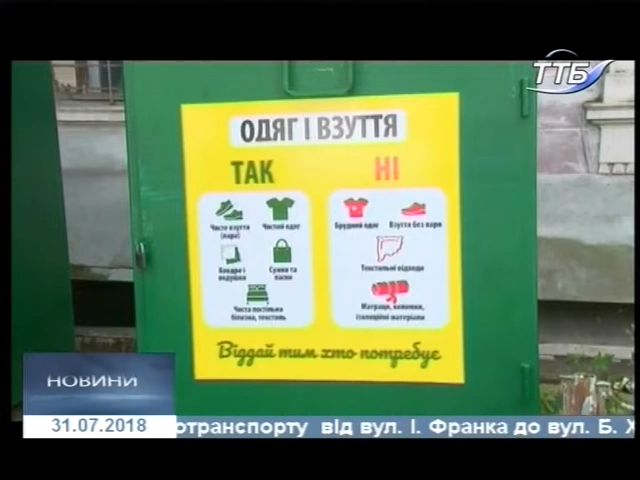 ТТБ
ОДЯГ І ВЗУТТЯ
ТАК
НІ
Чисте взуття
(пара)
Чистий одяг
Ковдри і
подушки
Сумки та
паски
Чиста постільна
білизна, текстиль
Брудний одяг
Взуття без пари
Текстильні відходи
Матраци, килимки,
ізоляційні матеріали
Віддай тим хто потребує
НОВИНИ
31.07.2018
отранспорту від вул. І. Франка до вул. Б. Х